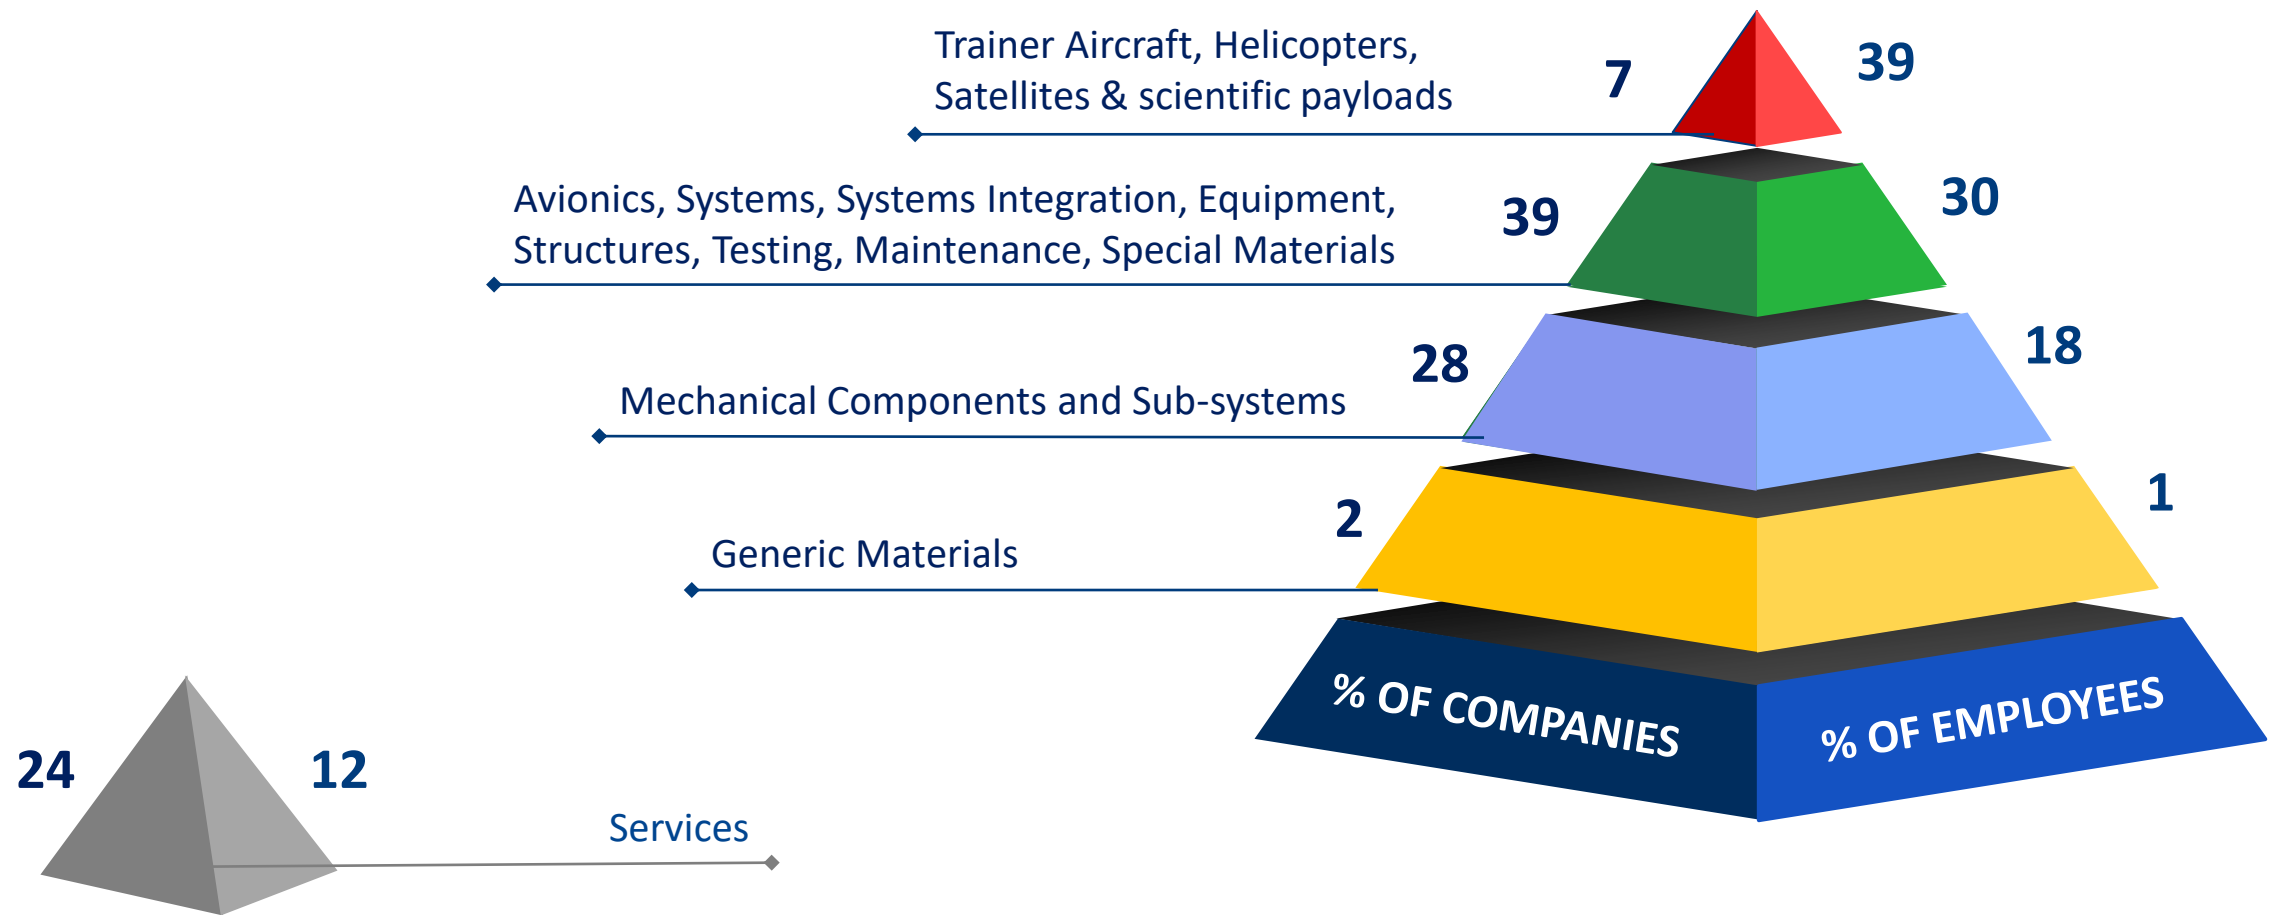 Trainer Aircraft, Helicopters,
Satellites & scientific payloads
7
39
Avionics, Systems, Systems Integration, Equipment,
Structures, Testing, Maintenance, Special Materials
39
30
Mechanical Components and Sub-systems
28
18
Generic Materials
2
1
% OF COMPANIES
% OF EMPLOYEES
24
12
Services